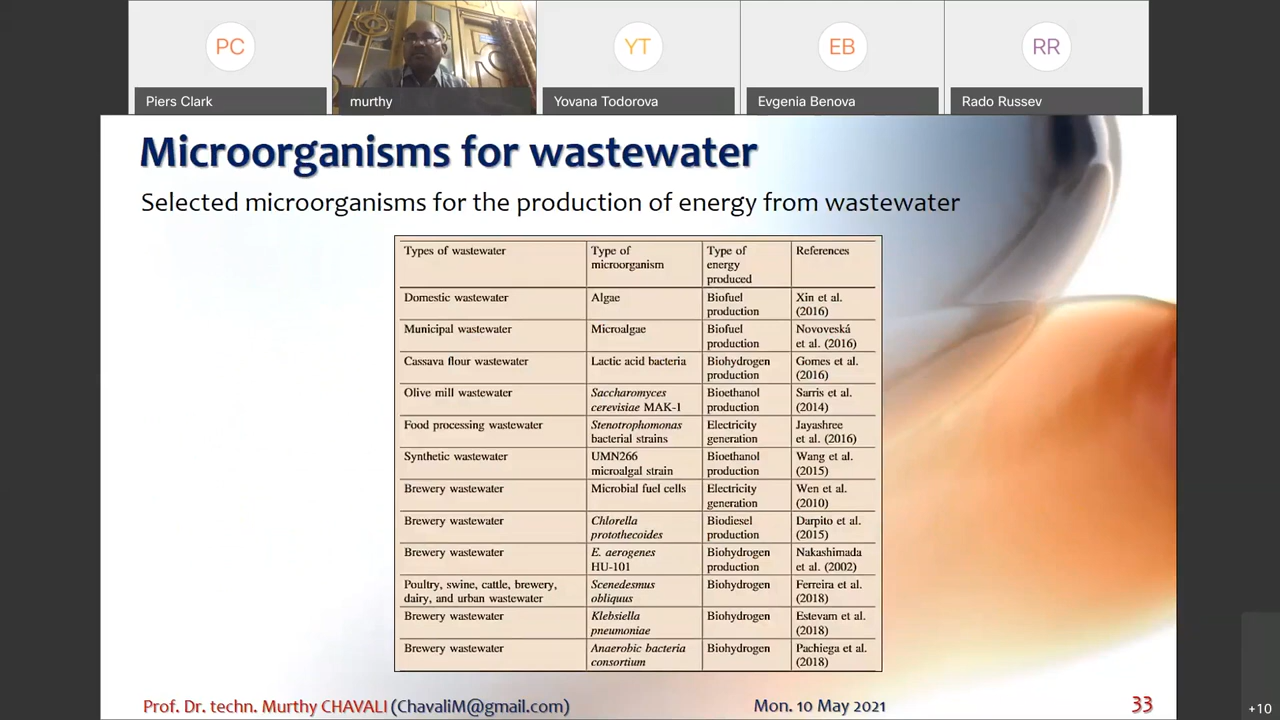 PC
YT
EB
RR
Piers Clark
murthy
Yovana Todorova
Evgenia Benova
Rado Russev
Microorganisms for wastewater
Selected microorganisms for the production of energy from wastewater
Types of wastewater
Type of
microorganism
Type of
energy
produced
References
Domestic wastewater
Algae
Biofuel
production
Xin et al.
(2016)
Municipal wastewater
Microalgae
Biofuel
production
Novoveská
et al. (2016)
Cassava flour wastewater
Lactic acid bacteria
Biohydrogen
production
Gomes et al.
(2016)
Olive mill wastewater
Saccharomyces
cerevisiae MAK-1
Bioethanol
production
Sarris et al.
(2014)
Food processing wastewater
Stenotrophomonas
bacterial strains
Electricity
generation
Jayashree
et al. (2016)
Synthetic wastewater
UMN266
microalgal strain
Bioethanol
production
Wang et al.
(2015)
Brewery wastewater
Microbial fuel cells
Electricity
generation
Wen et al.
(2010)
Brewery wastewater
Chlorella
protothecoides
Biodiesel
production
Darpito et al.
(2015)
Brewery wastewater
E. aerogenes
HU-101
Biohydrogen
production
Nakashimada
et al. (2002)
Poultry, swine, cattle, brewery,
dairy, and urban wastewater
Scenedesmus
obliquus
Biohydrogen
Ferreira et al.
(2018)
Brewery wastewater
Klebsiella
pneumoniae
Biohydrogen
Estevam et al.
(2018)
Brewery wastewater
Anaerobic bacteria
consortium
Biohydrogen
Pachiega et al.
(2018)
Prof. Dr. techn. Murthy CHAVALI (ChavaliM@gmail.com)
Mon. 10 May 2021
33
+10